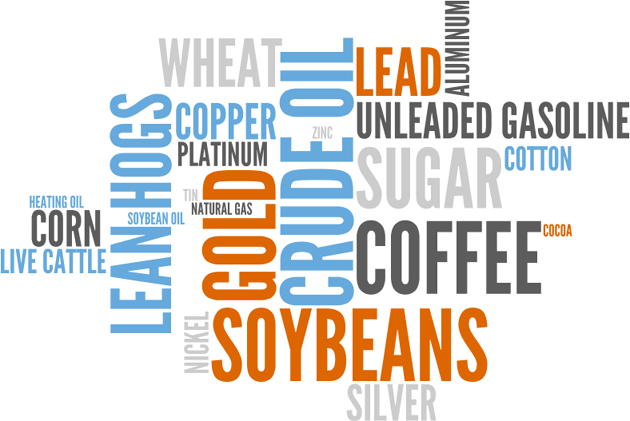 ALUMINUM
WHEAT
LEAD
CRUDE OIL
LEAN HOGS
COPPER
UNLEADED GASOLINE
ZINC
PLATINUM
SUGAR
COTTON
GOLD
TIN
NATURAL GAS
HEATING OIL
CORN
SOYBEAN OIL
COFFEE
COCOA
LIVE CATTLE
NICKEL
SOYBEANS
SILVER